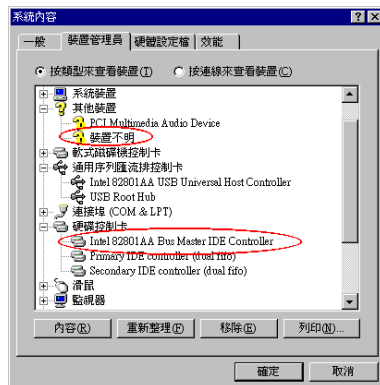 系統內容
一般 裝置管理員 硬體設定檔 效能
按類型來查看裝置(T) 按連線來查看裝置(C)
系統裝置
其他裝置
PCI Multimedia Audio Device
裝置不明
軟式磁碟機控制卡
通用序列匯流排控制卡
Intel 82801AA USB Universal Host Controller
USB Root Hub
連接埠 (COM & LPT)
硬碟控制卡
Intel 82801AA Bus Master IDE Controller
Primary IDE controller (dual fifo)
Secondary IDE controller (dual fifo)
滑鼠
監視器
內容(R) 重新整理(F) 移除(E) 列印(N)...
確定 取消